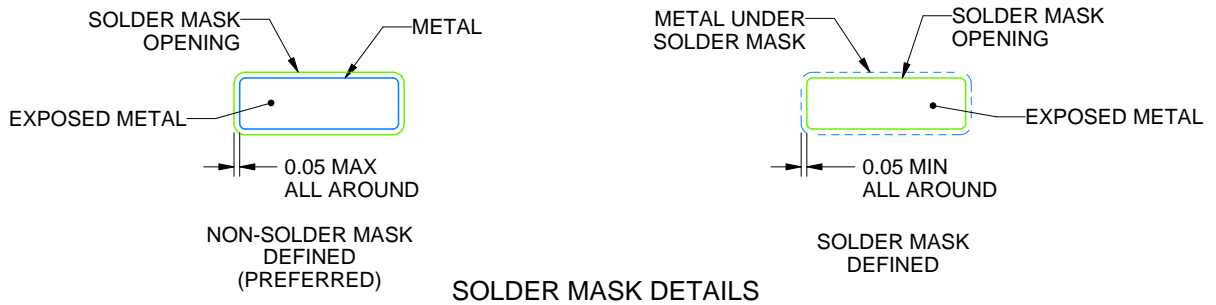 SOLDER MASK
OPENING
METAL
EXPOSED METAL
0.05 MAX
ALL AROUND
NON-SOLDER MASK
DEFINED
(PREFERRED)
METAL UNDER
SOLDER MASK
SOLDER MASK
OPENING
EXPOSED METAL
0.05 MIN
ALL AROUND
SOLDER MASK
DEFINED
SOLDER MASK DETAILS